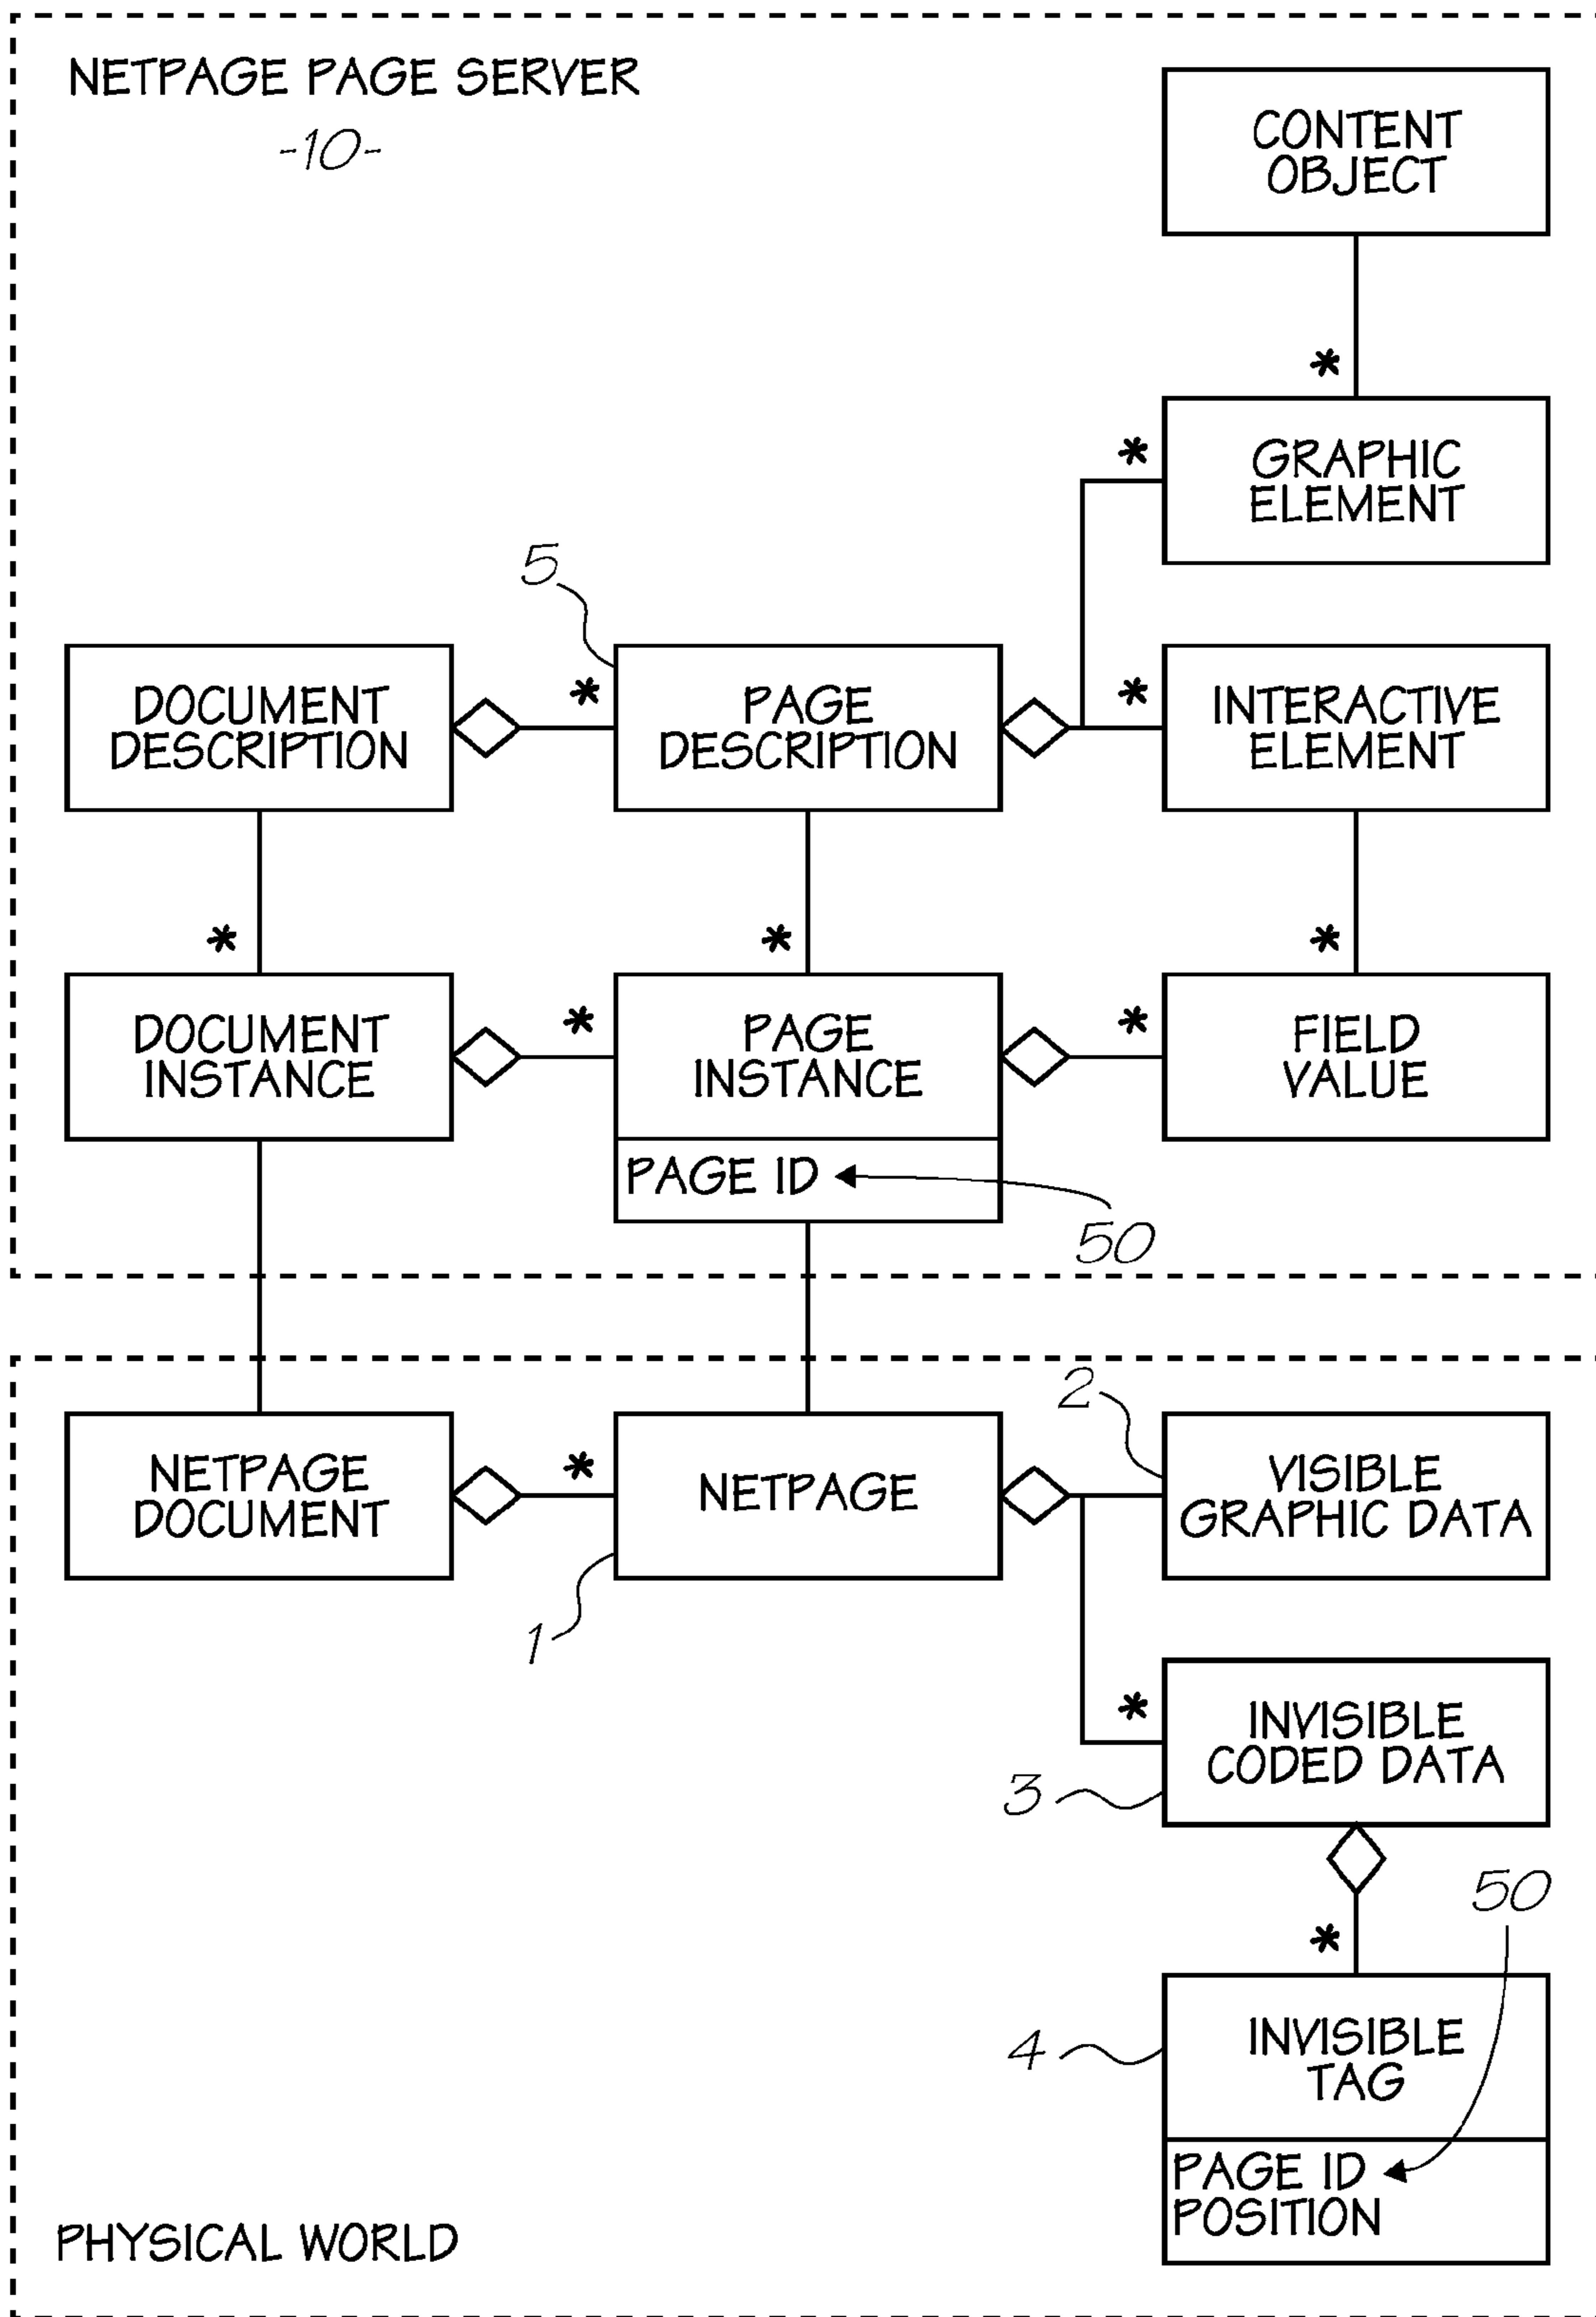 NETPAGE PAGE SERVER
-10-
CONTENT
OBJECT
*
*
GRAPHIC
ELEMENT
5
DOCUMENT
DESCRIPTION
*
PAGE
DESCRIPTION
*
INTERACTIVE
ELEMENT
*
*
*
DOCUMENT
INSTANCE
*
PAGE
INSTANCE
*
FIELD
VALUE
PAGE ID
50
NETPAGE
DOCUMENT
*
NETPAGE
1
2
VISIBLE
GRAPHIC DATA
*
INVISIBLE
CODED DATA
3
50
*
4
INVISIBLE
TAG
PAGE ID
POSITION
PHYSICAL WORLD